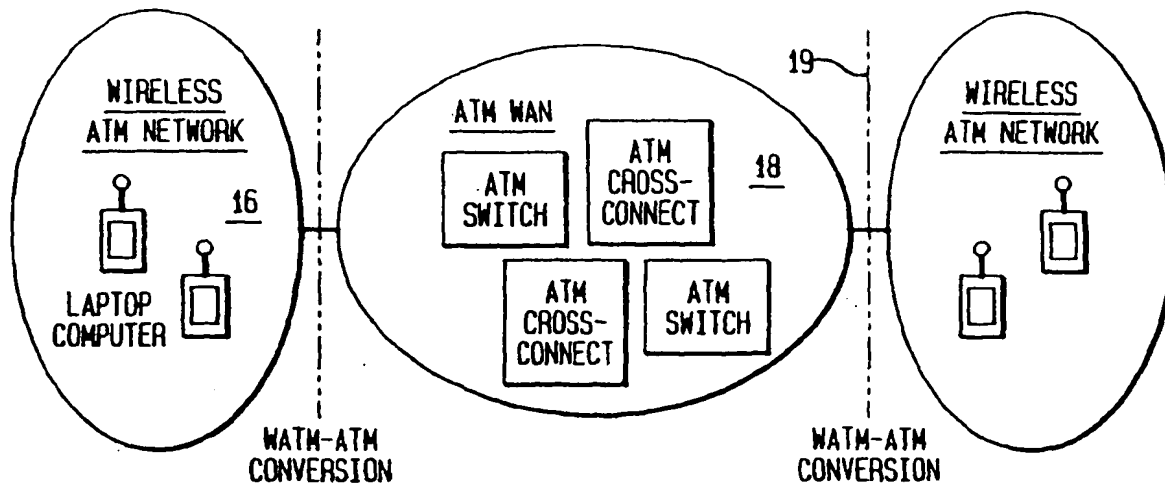 WIRELESS
ATM NETWORK
16
LAPTOP
COMPUTER
WATM-ATM
CONVERSION
ATM WAN
ATM
SWITCH
ATM
CROSS-
CONNECT
18
ATM
CROSS-
CONNECT
ATM
SWITCH
19
WIRELESS
ATM NETWORK
WATM-ATM
CONVERSION